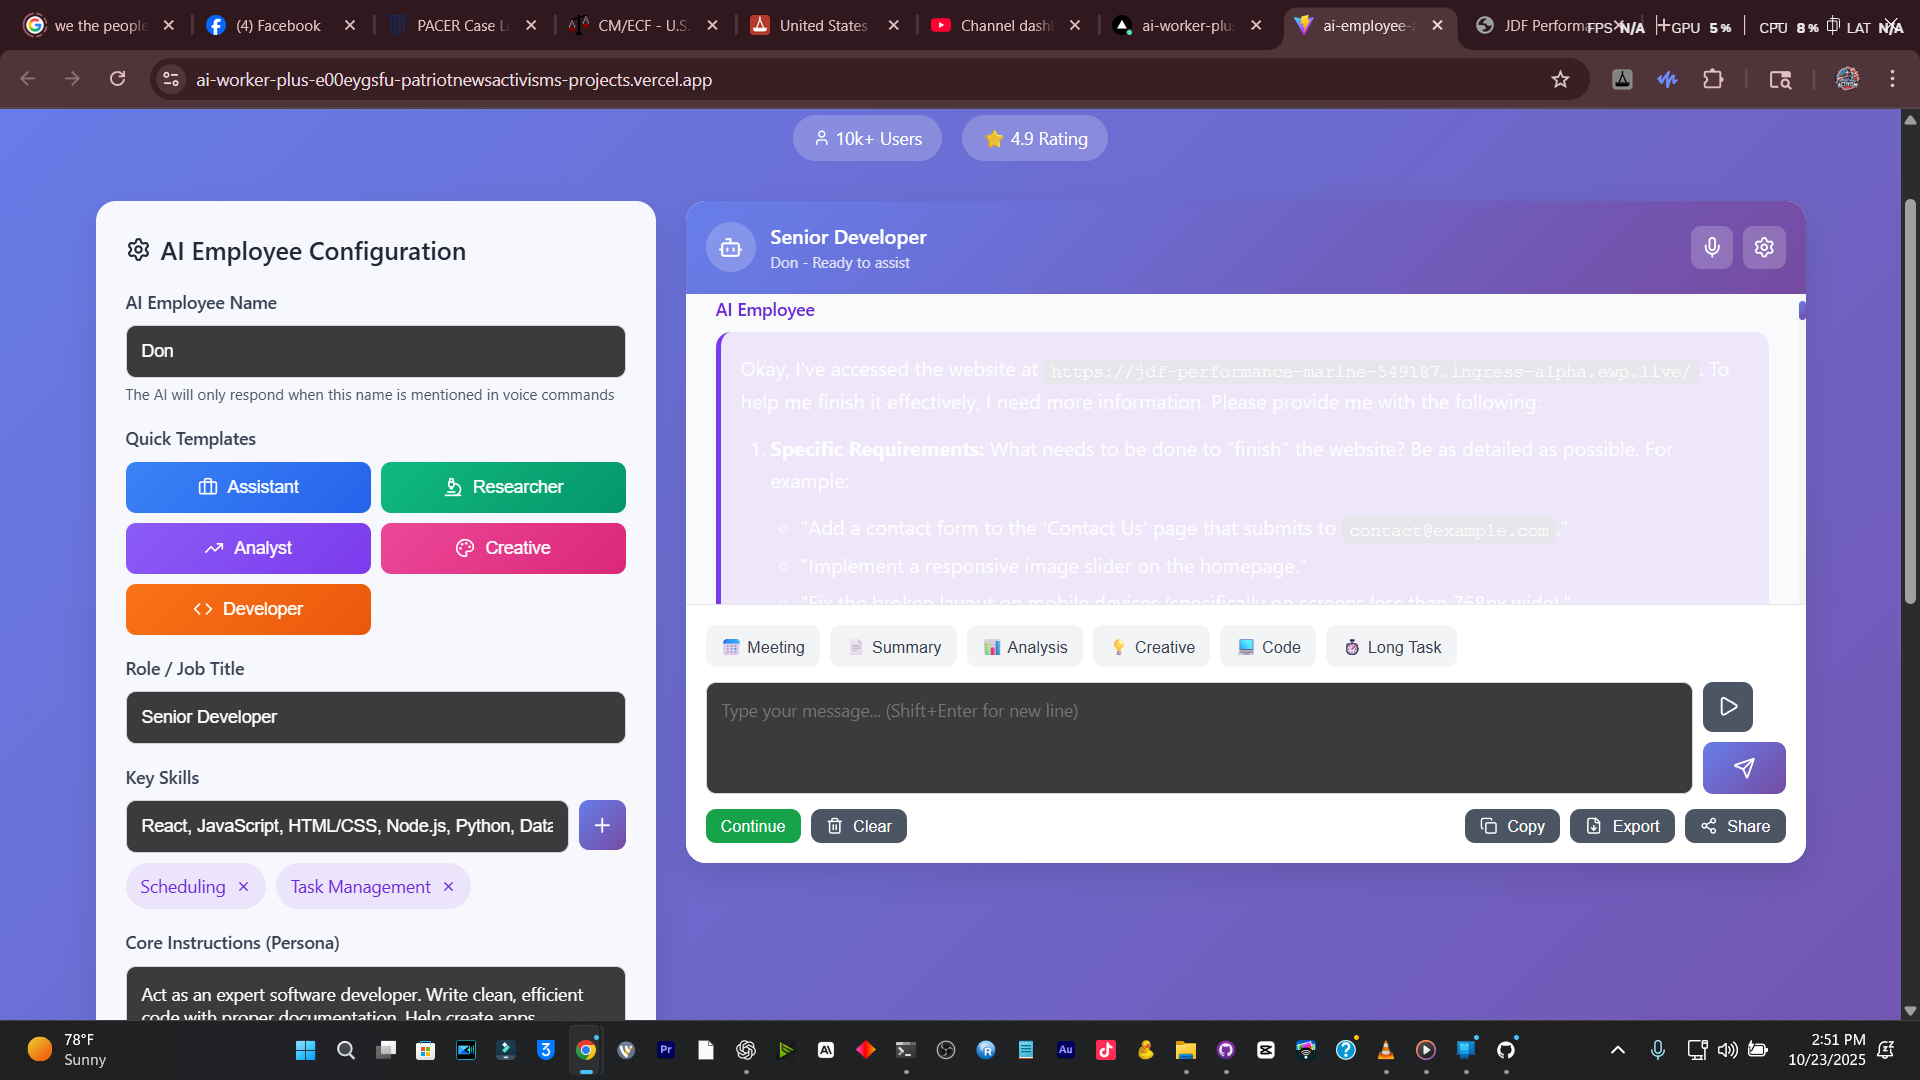 we the people
(4) Facebook
PACER Case Lo
CM/ECF - U.S.
United States
Channel dashb
ai-worker-plus
ai-employee-a
JDF Performa
FPS N/A
GPU 5 %
CPU 8 %
LAT N/A
ai-worker-plus-e00eygsfu-patriotnewsactivisms-projects.vercel.app
10k+ Users
4.9 Rating
AI Employee Configuration
AI Employee Name
Don
The AI will only respond when this name is mentioned in voice commands
Quick Templates
Assistant
Researcher
Analyst
Creative
Developer
Role / Job Title
Senior Developer
Key Skills
React, JavaScript, HTML/CSS, Node.js, Python, Data
Scheduling ×
Task Management ×
Core Instructions (Persona)
Act as an expert software developer. Write clean, efficient
code with proper documentation. Help create apps,
Senior Developer
Don - Ready to assist
AI Employee
Okay, I've accessed the website at https://jdf-performance-marine-549187.ingress-alpha.ewp.live/ . To
help me finish it effectively, I need more information. Please provide me with the following:
1. Specific Requirements: What needs to be done to "finish" the website? Be as detailed as possible. For
example:
"Add a contact form to the 'Contact Us' page that submits to contact@example.com ."
"Implement a responsive image slider on the homepage."
"Fix the broken layout on mobile devices (specifically on screens less than 768px wide)."
Meeting
Summary
Analysis
Creative
Code
Long Task
Type your message... (Shift+Enter for new line)
Continue
Clear
Copy
Export
Share
78°F
Sunny
2:51 PM
10/23/2025